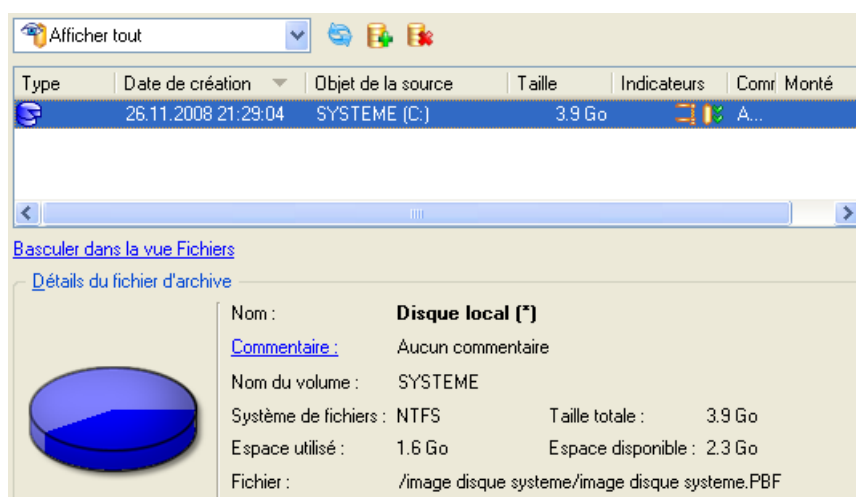 Afficher tout
Type Date de création Objet de la source Taille Indicateurs Comr Monté
26.11.2008 21:29:04 SYSTEME (C:) 3.9 Go A...
Basculer dans la vue Fichiers
Détails du fichier d'archive
Nom : Disque local (*)
Commentaire : Aucun commentaire
Nom du volume : SYSTEME
Système de fichiers : NTFS Taille totale : 3.9 Go
Espace utilisé : 1.6 Go Espace disponible : 2.3 Go
Fichier : /image disque systeme/image disque systeme.PBF